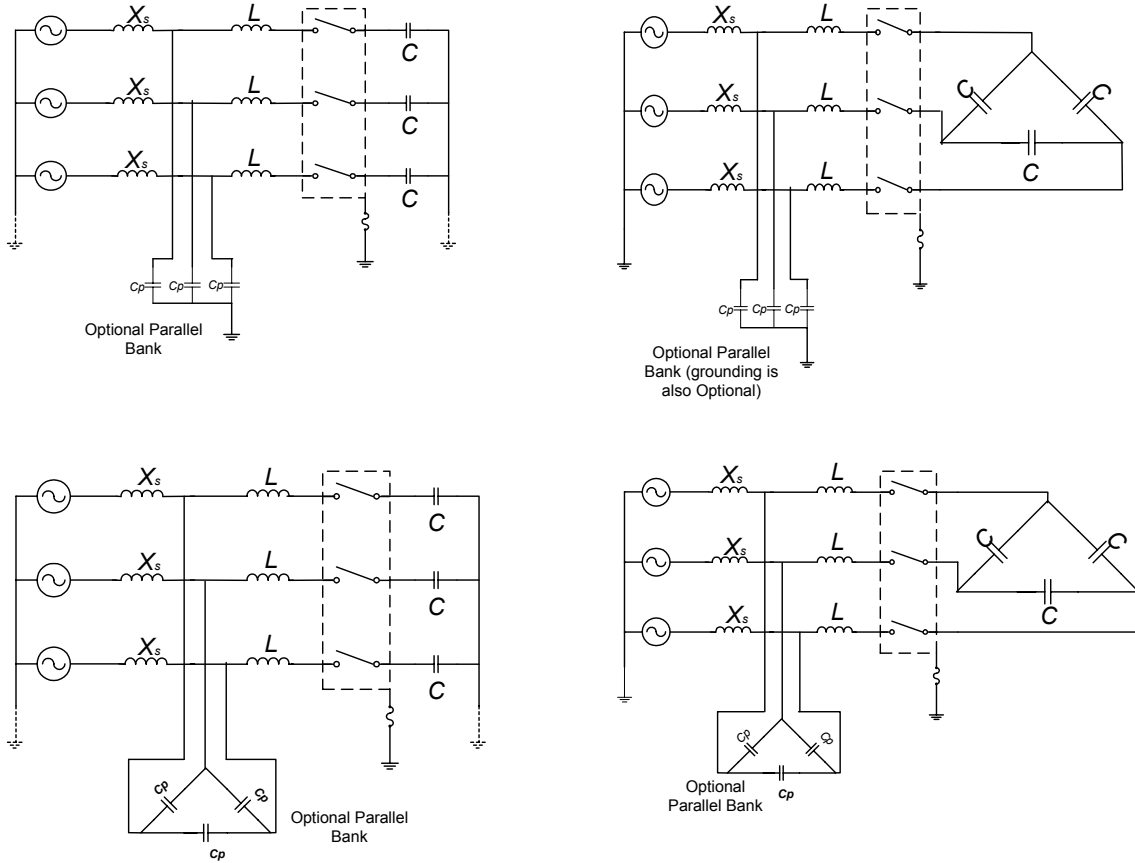 Xs L
C
Xs L
C
Xs L
C
Cp Cp Cp
Optional Parallel
Bank
Xs L
C C
Xs L
C
Xs L
Cp Cp Cp
Optional Parallel
Bank (grounding is
also Optional)
Xs L
C
Xs L
C
Xs L
C
Cp Cp
Cp
Optional Parallel
Bank
Xs L
C C
Xs L
C
Xs L
Cp Cp
Cp
Optional
Parallel Bank